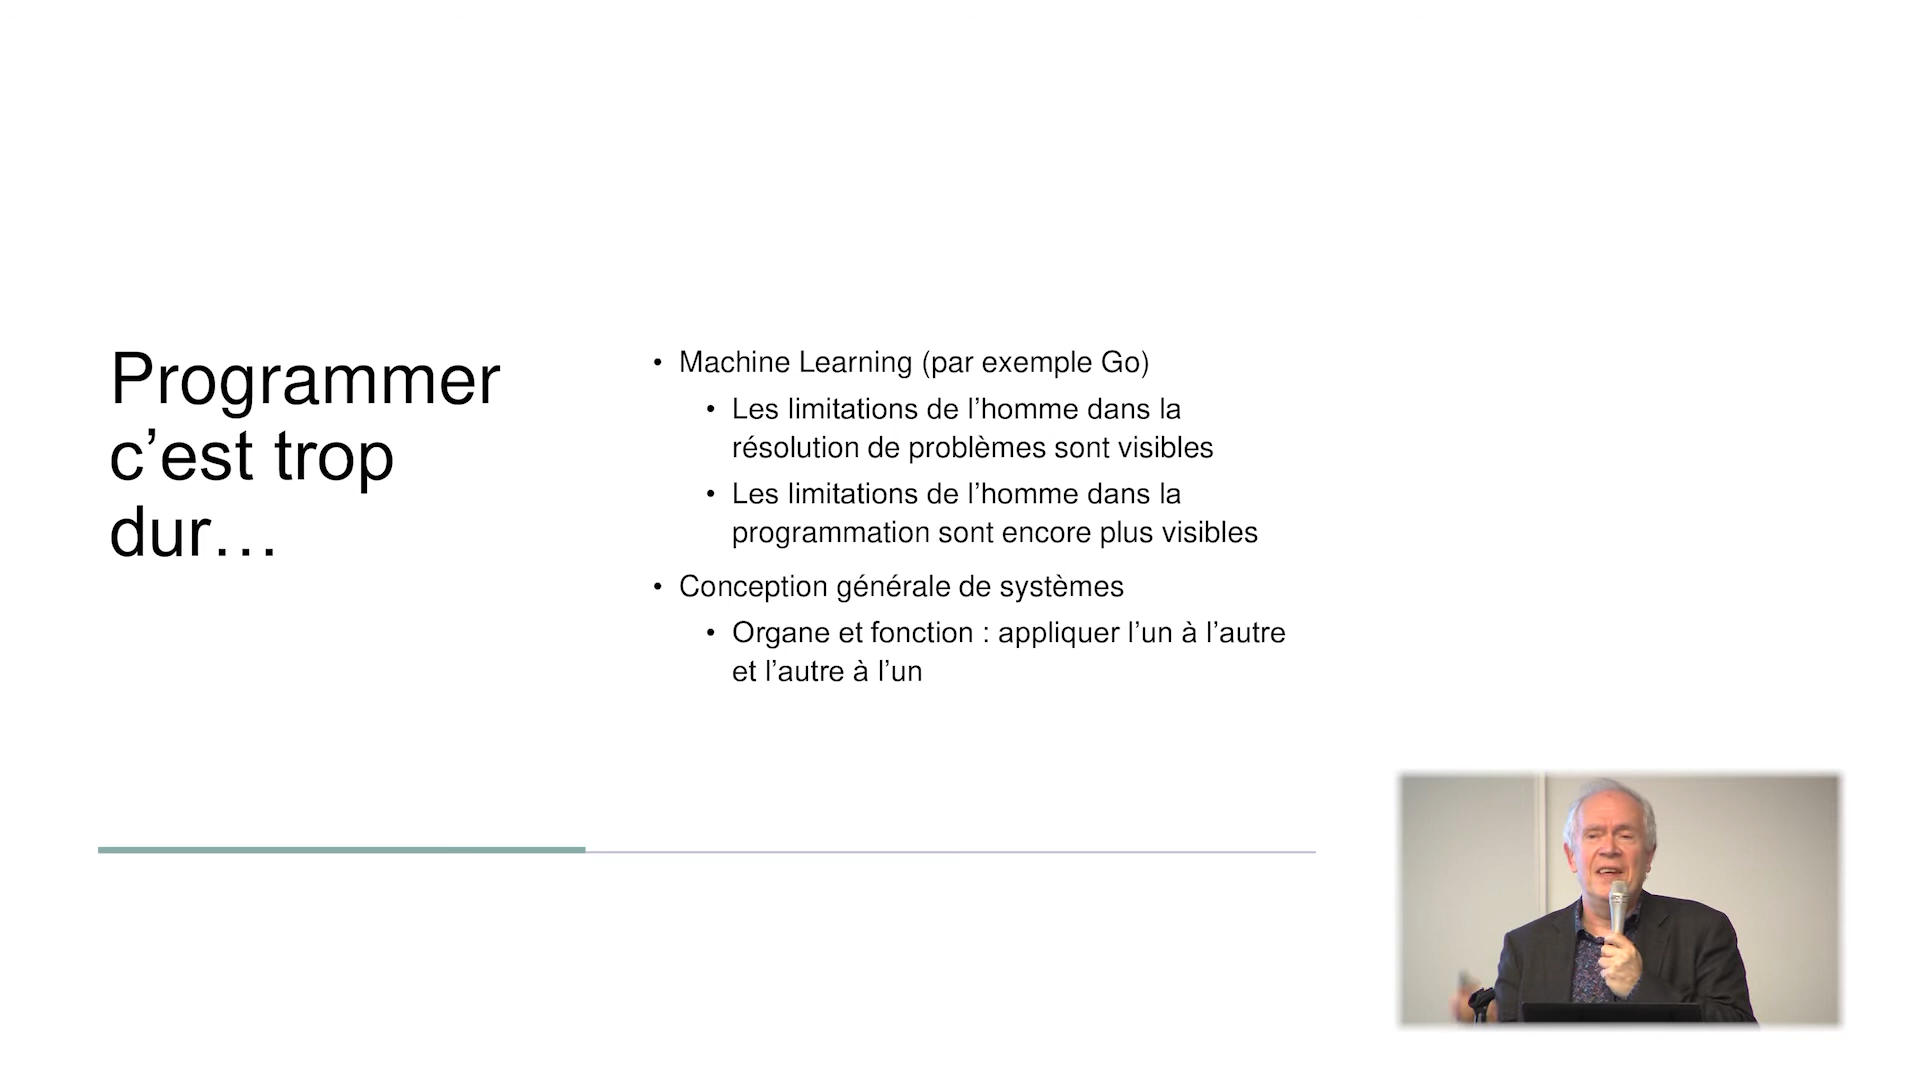 Programmer
c’est trop
dur…
• Machine Learning (par exemple Go)
• Les limitations de l’homme dans la
résolution de problèmes sont visibles
• Les limitations de l’homme dans la
programmation sont encore plus visibles
• Conception générale de systèmes
• Organe et fonction : appliquer l’un à l’autre
et l’autre à l’un